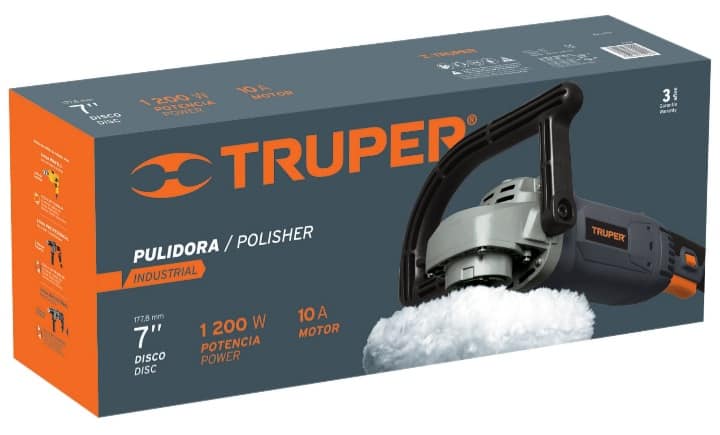 TRUPER
177.8 mm
7''
DISCO
DISC
1 200 W
POTENCIA
POWER
10 A
MOTOR
3
TRUPER®
PULIDORA / POLISHER
INDUSTRIAL
TRUPER
177.8 mm
7''
DISCO
DISC
1 200 W
POTENCIA
POWER
10 A
MOTOR